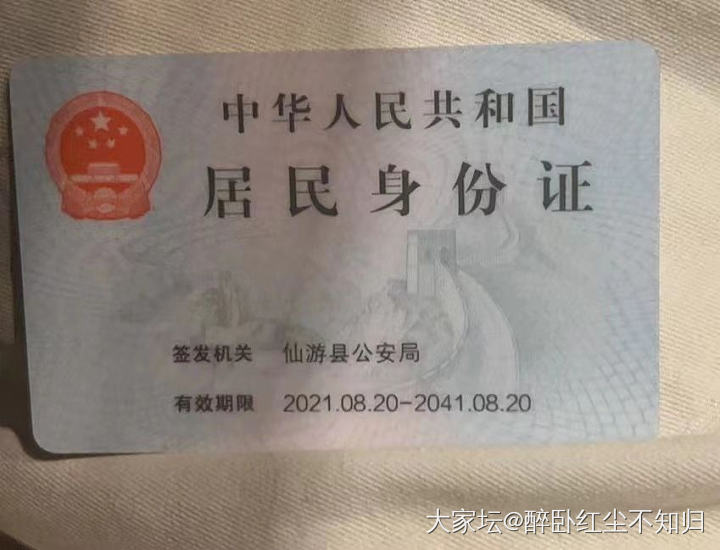 中华人民共和国
居民身份证
签发机关 仙游县公安局
有效期限 2021.08.20-2041.08.20
大家坛@醉卧红尘不知归